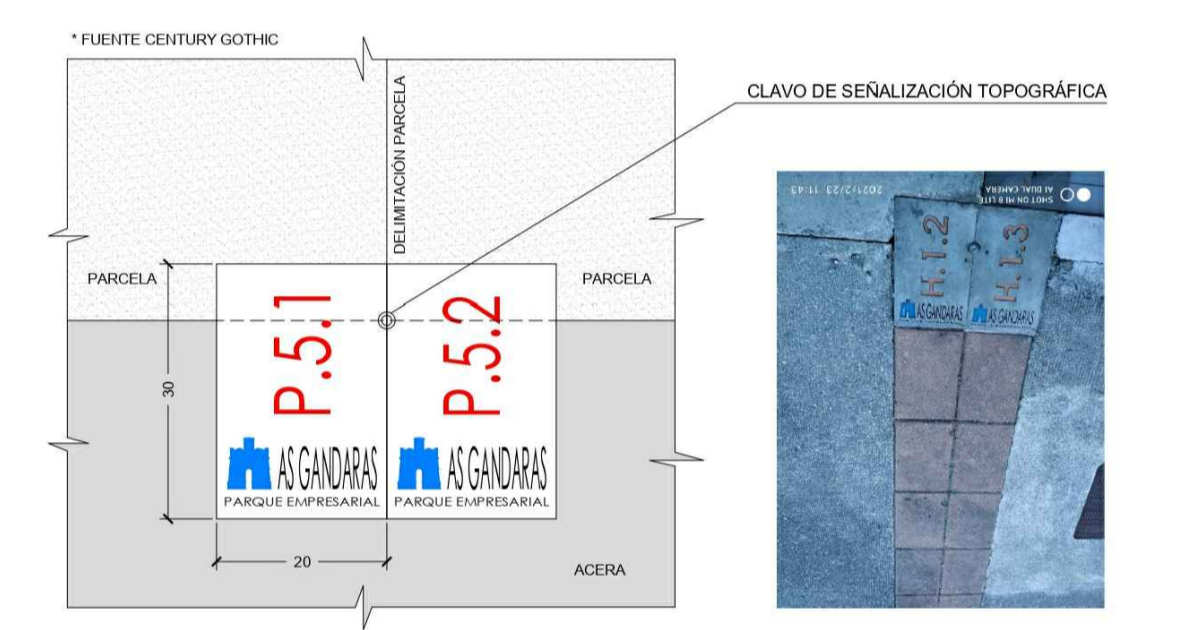 * FUENTE CENTURY GOTHIC
CLAVO DE SEÑALIZACIÓN TOPOGRÁFICA
DELIMITACIÓN PARCELA
PARCELA
PARCELA
30
P.5.1
P.5.2
AS GANDARAS
PARQUE EMPRESARIAL
AS GANDARAS
PARQUE EMPRESARIAL
20
ACERA
SHOT ON MI 8 LITE
AI DUAL CAMERA
2021/2/23 11:43
H.1.2
H.1.3
AS GANDARAS
AS GANDARAS